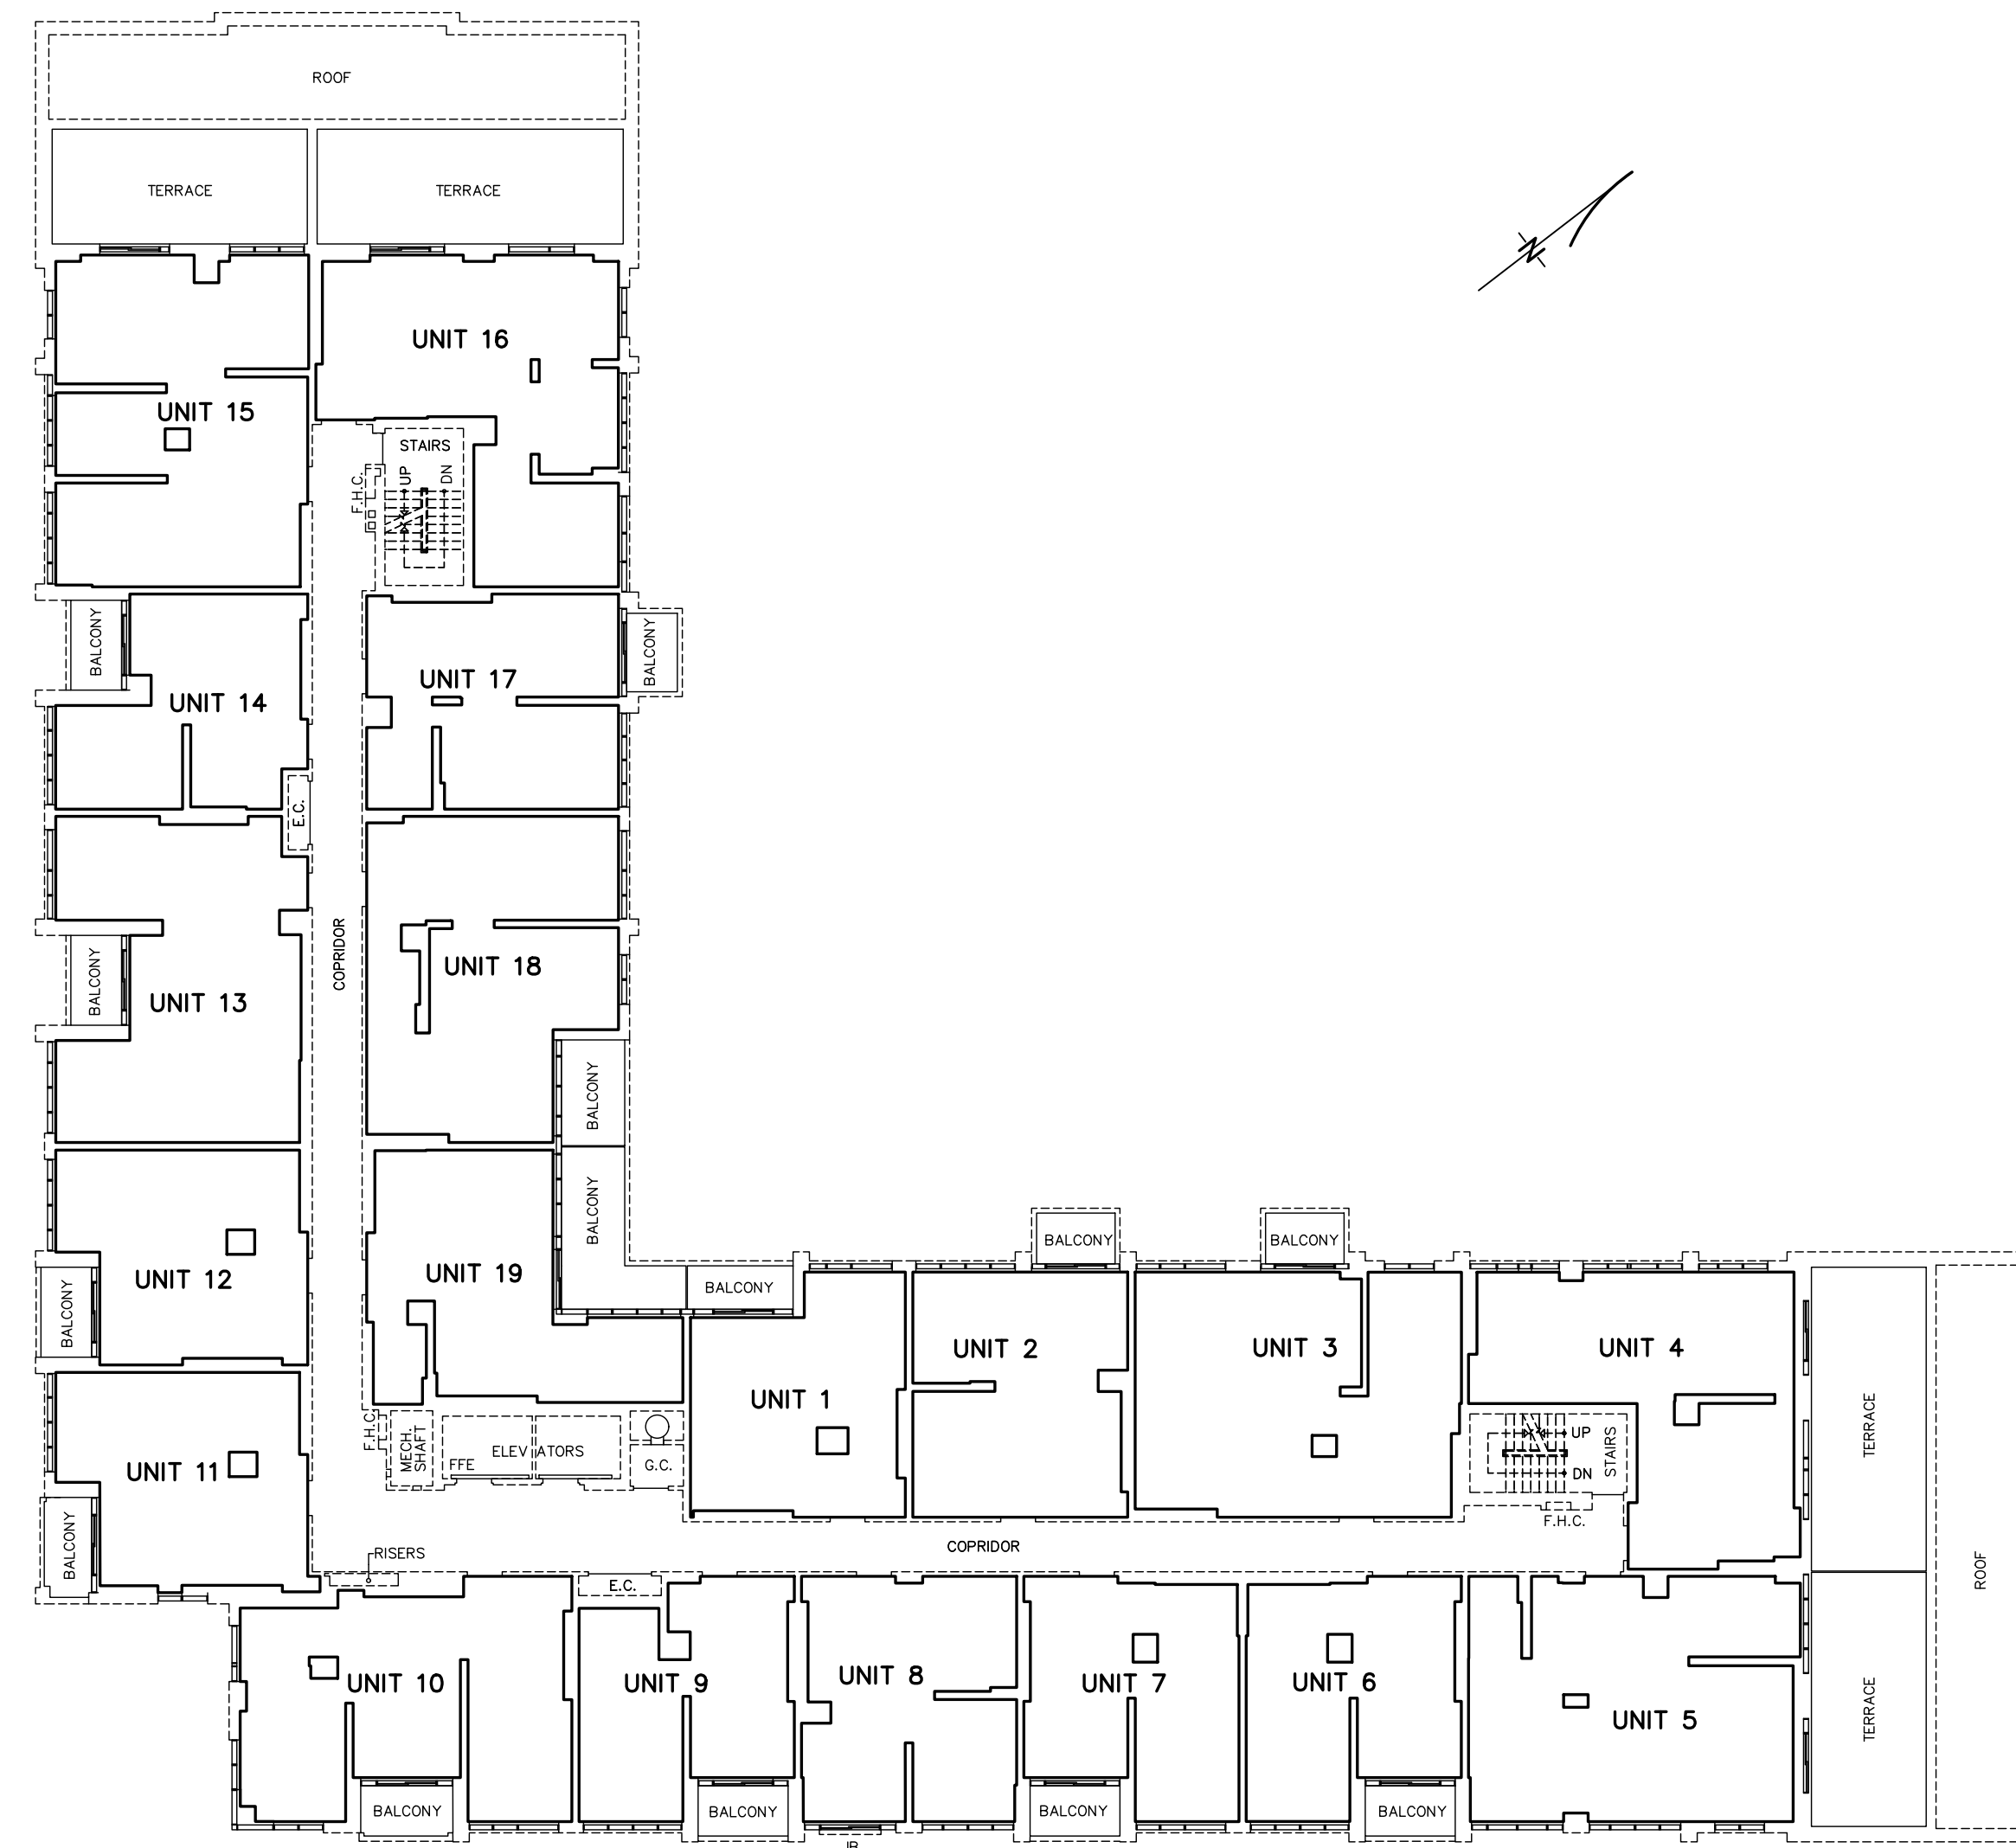 ROOF
TERRACE
TERRACE
N
UNIT 16
UNIT 15
STAIRS
UP
DN
F.H.C.
BALCONY
BALCONY
UNIT 17
UNIT 14
E.C.
COPRIDOR
UNIT 18
BALCONY
UNIT 13
BALCONY
BALCONY
BALCONY
BALCONY
UNIT 19
UNIT 12
BALCONY
BALCONY
UNIT 2
UNIT 3
UNIT 4
UNIT 1
TERRACE
F.H.C.
MECH.
SHAFT
ELEVATORS
FFE
G.C.
UP
DN
STAIRS
F.H.C.
UNIT 11
BALCONY
COPRIDOR
RISERS
E.C.
ROOF
UNIT 10
UNIT 9
UNIT 8
UNIT 7
UNIT 6
UNIT 5
TERRACE
BALCONY
BALCONY
BALCONY
BALCONY